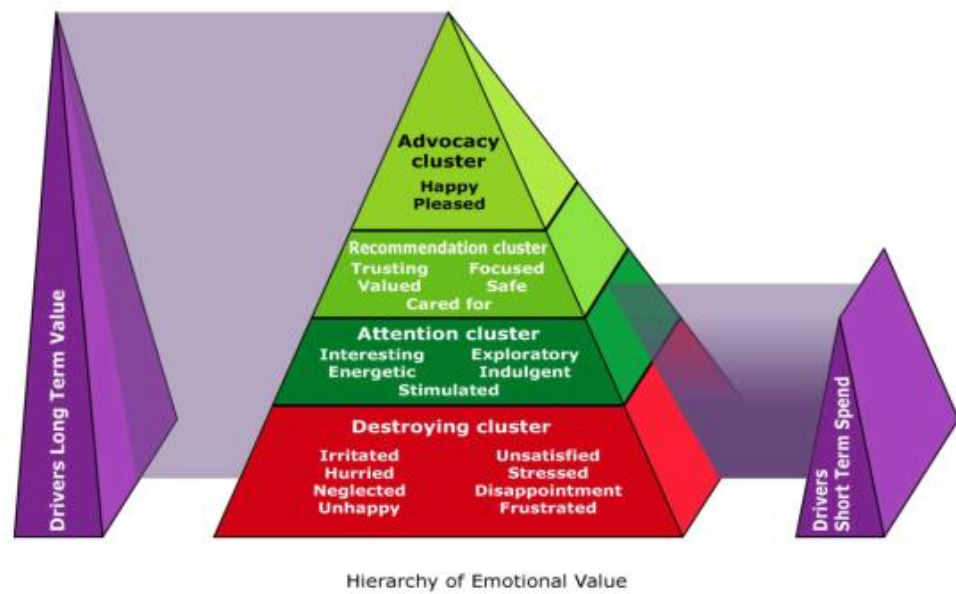 Advocacy
cluster
Happy
Pleased
Recommendation cluster
Trusting Focused
Valued Safe
Cared for
Attention cluster
Interesting Exploratory
Energetic Indulgent
Stimulated
Destroying cluster
Irritated Unsatisfied
Hurried Stressed
Neglected Disappointment
Unhappy Frustrated
Drivers Long Term Value
Drivers
Short Term Spend
Hierarchy of Emotional Value